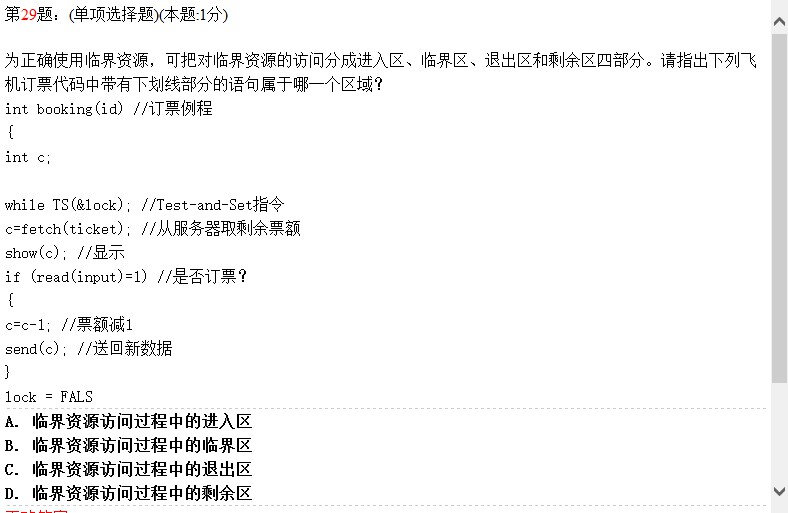 第29题：(单项选择题)(本题:1分)
为正确使用临界资源，可把对临界资源的访问分成进入区、临界区、退出区和剩余区四部分。请指出下列飞
机订票代码中带有下划线部分的语句属于哪一个区域？
int booking(id) //订票例程
{
int c;
while TS(&lock); //Test-and-Set指令
c=fetch(ticket); //从服务器取剩余票额
show(c); //显示
if (read(input)=1) //是否订票？
{
c=c-1; //票额减1
send(c); //送回新数据
}
lock = FALS
A. 临界资源访问过程中的进入区
B. 临界资源访问过程中的临界区
C. 临界资源访问过程中的退出区
D. 临界资源访问过程中的剩余区